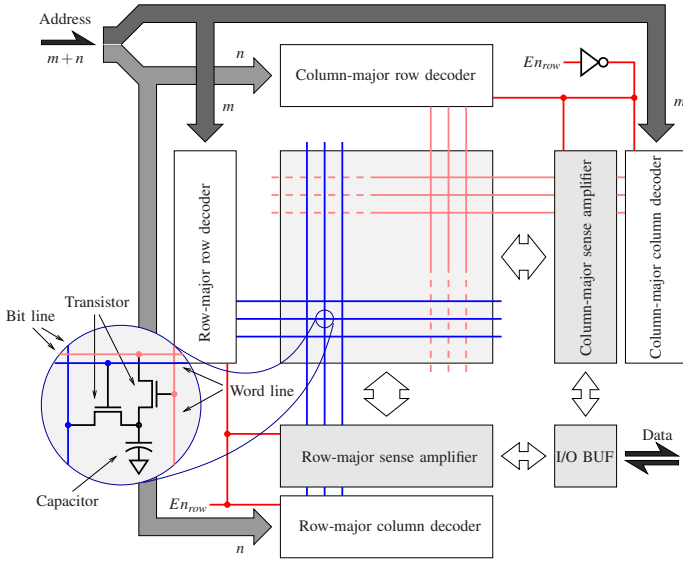 Address
m + n
n
Column-major row decoder
En_row
m
m
Row-major row decoder
Column-major sense amplifier
Column-major column decoder
Transistor
Bit line
Word line
Capacitor
Row-major sense amplifier
I/O BUF
Data
En_row
n
Row-major column decoder